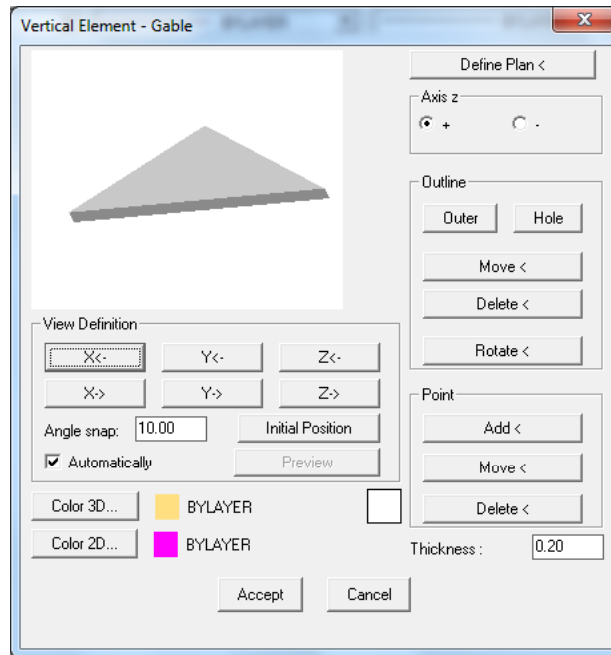 Vertical Element - Gable
Define Plan <
Axis z
+
-
Outline
Outer
Hole
Move <
Delete <
Rotate <
View Definition
X<-
Y<-
Z<-
X->
Y->
Z->
Angle snap:
10.00
Initial Position
Automatically
Preview
Point
Add <
Move <
Delete <
Color 3D...
BYLAYER
Color 2D...
BYLAYER
Thickness :
0.20
Accept
Cancel